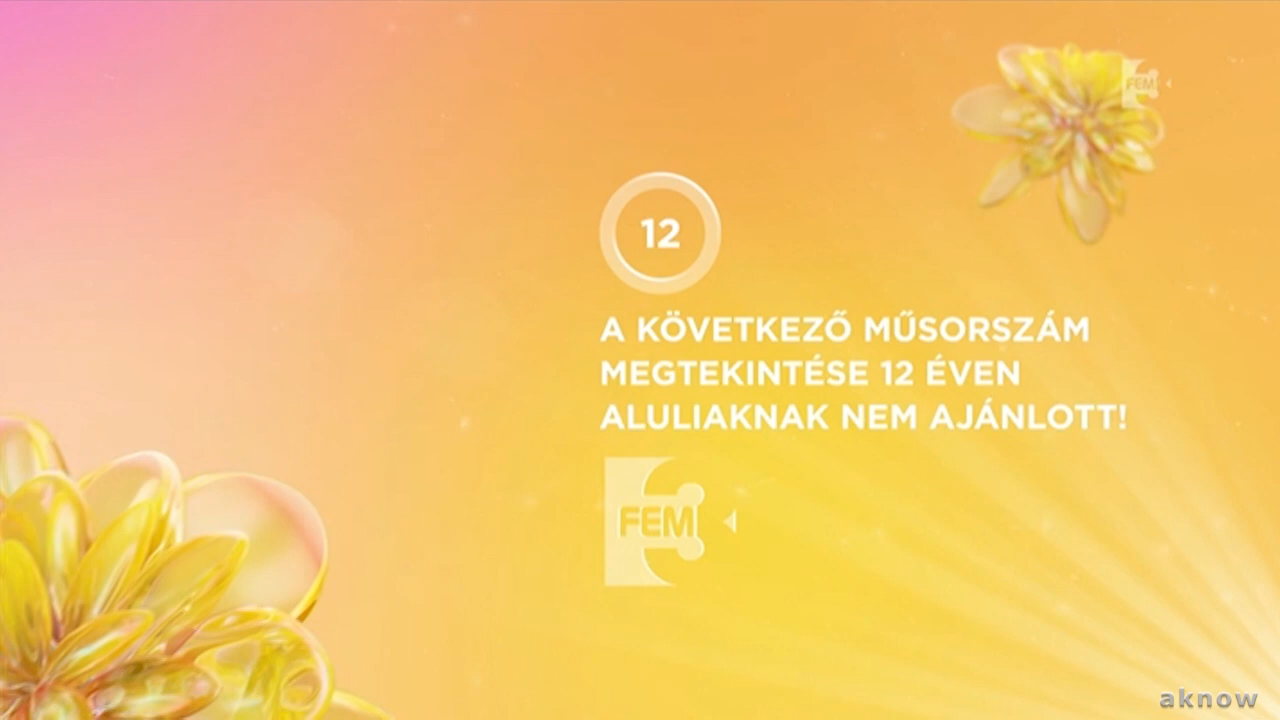 FEM
12
A KÖVETKEZŐ MŰSORSZÁM
MEGTEKINTÉSE 12 ÉVEN
ALULIAKNAK NEM AJÁNLOTT!
FEM
aknow